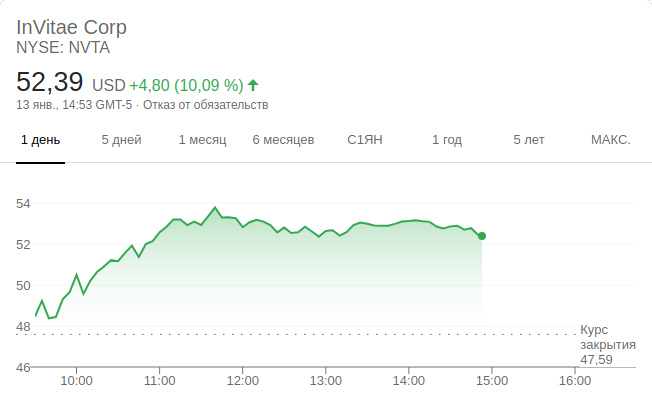 InVitae Corp
NYSE: NVTA
52,39 USD +4,80 (10,09 %)
13 янв., 14:53 GMT-5 · Отказ от обязательств
1 день 5 дней 1 месяц 6 месяцев С1ЯН 1 год 5 лет МАКС.
54
52
50
48
Курс
закрытия
47,59
46
10:00 11:00 12:00 13:00 14:00 15:00 16:00